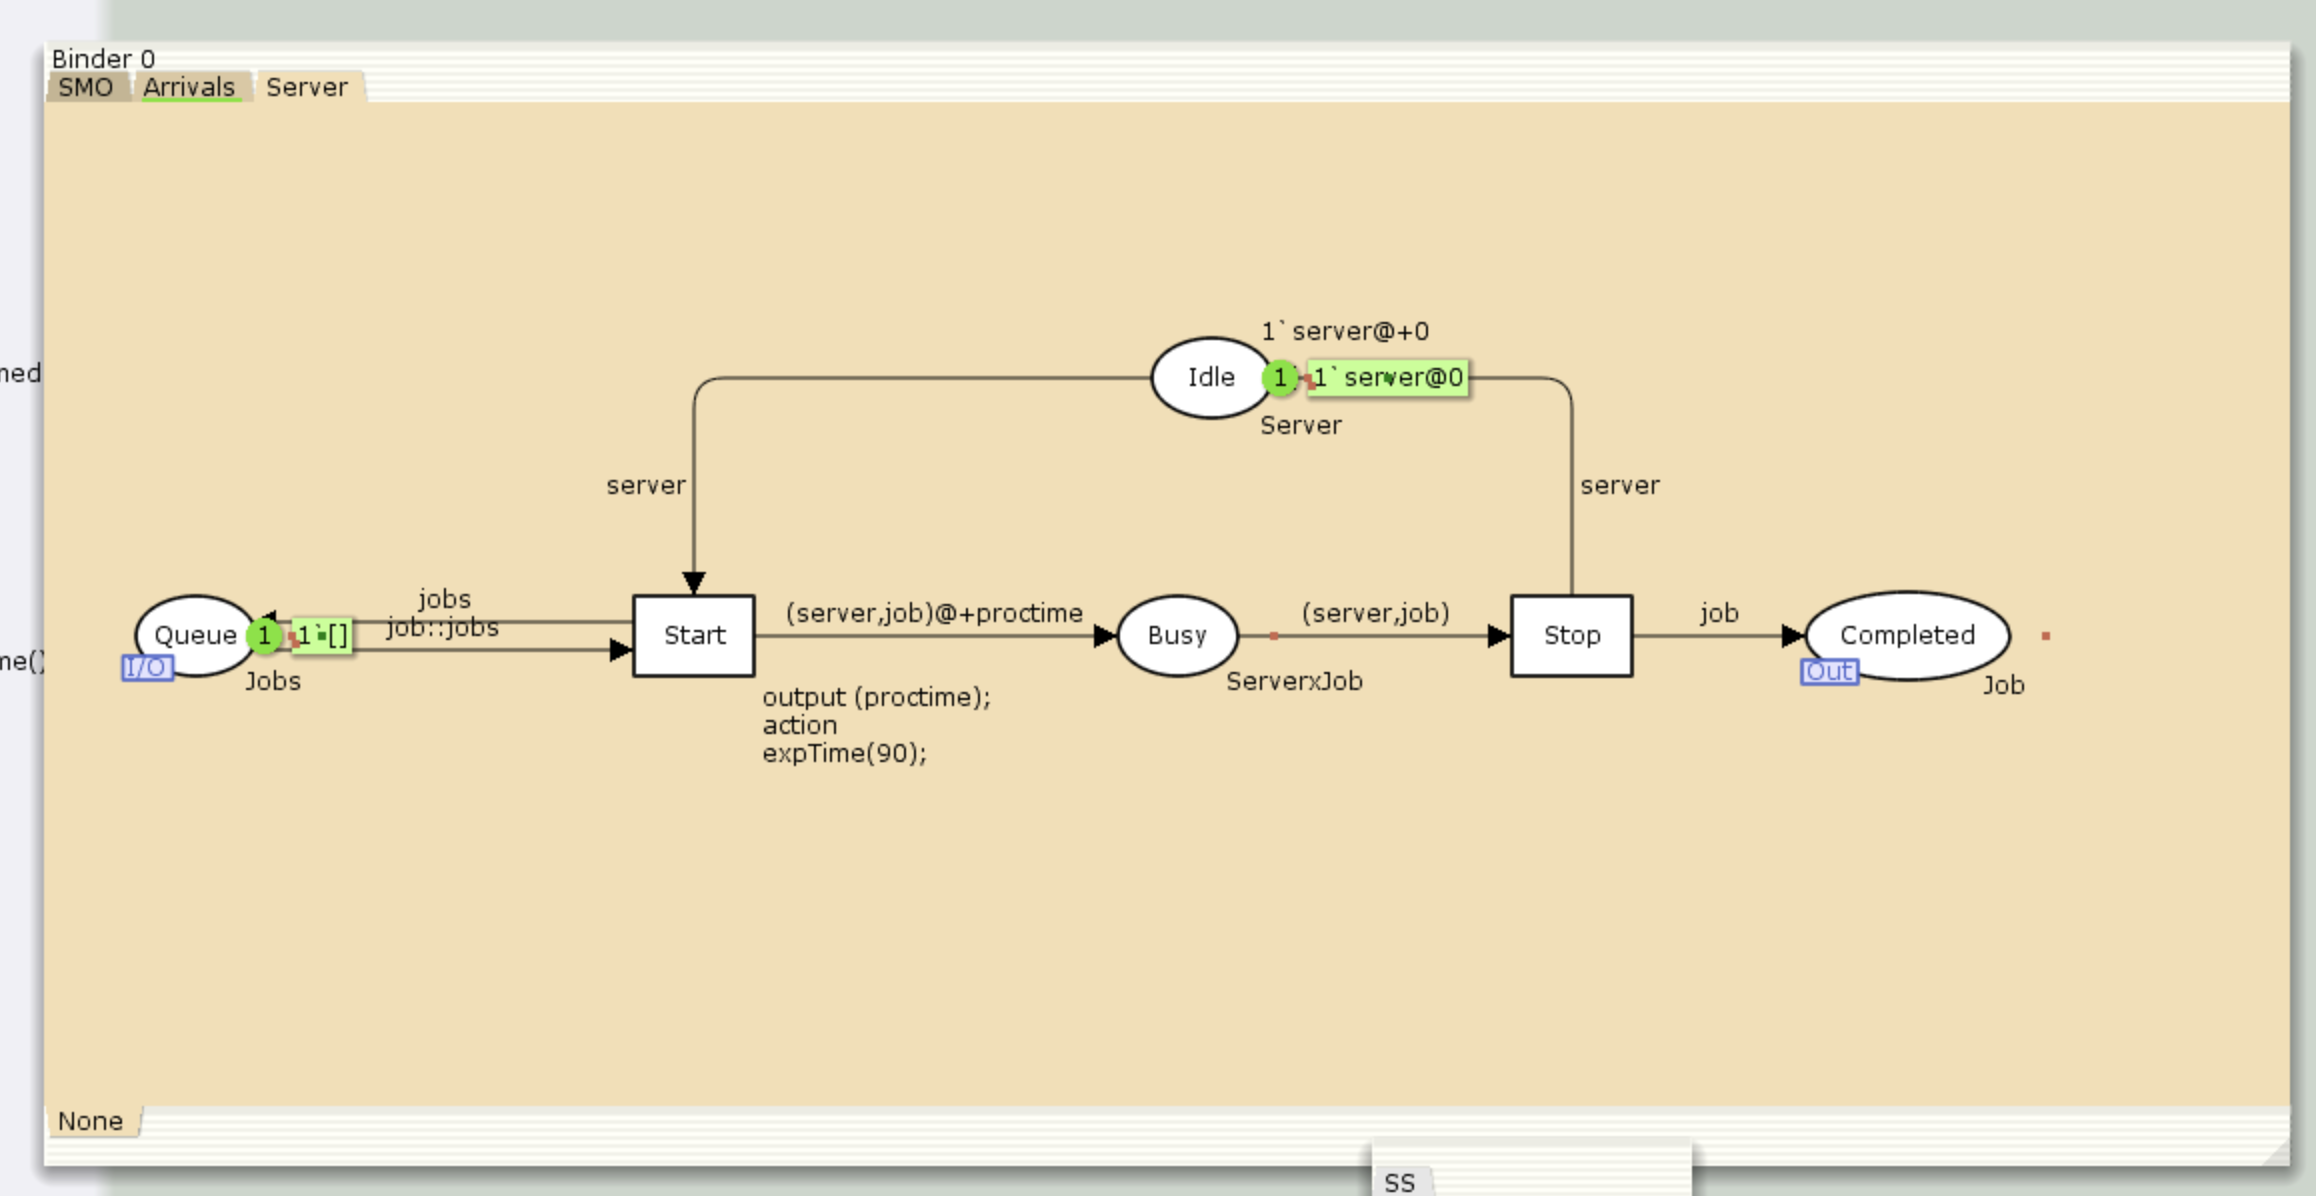 Binder 0
SMO Arrivals Server
1`server@+0
ned
Idle 1 1`server@0
Server
server server
jobs
job::jobs
(server,job)@+proctime (server,job) job
Queue 1 1`[] Start Busy Stop Completed
I/O Out
ne()
Jobs ServerxJob Job
output (proctime);
action
expTime(90);
None
SS